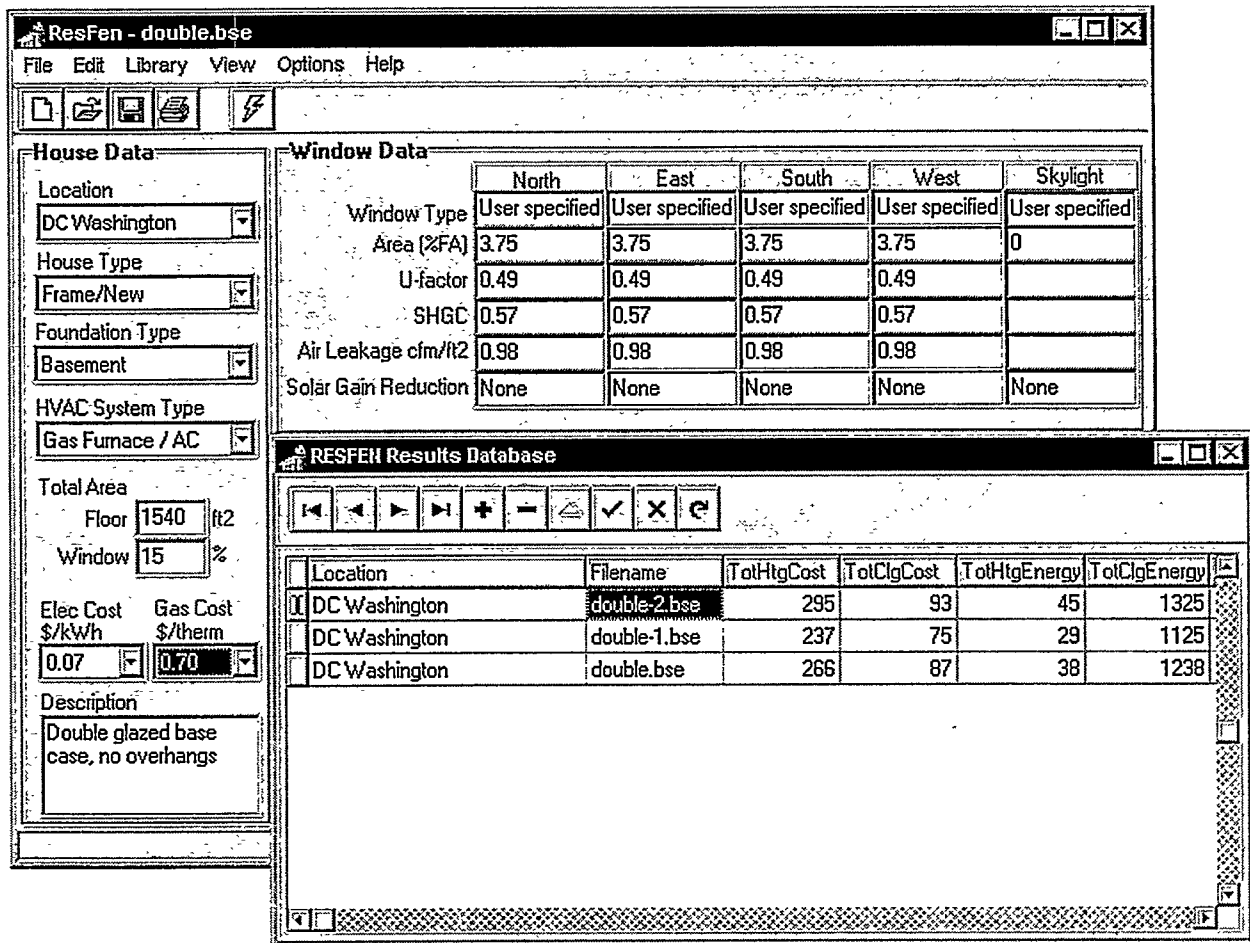 ResFen - double.bse
File Edit Library View Options Help
House Data
Location
DC Washington
House Type
Frame/New
Foundation Type
Basement
HVAC System Type
Gas Furnace / AC
Total Area
Floor 1540 ft2
Window 15 %
Elec Cost Gas Cost
$/kWh $/therm
0.07 0.70
Description
Double glazed base
case, no overhangs
Window Data
North East South West Skylight
Window Type User specified User specified User specified User specified User specified
Area (%FA) 3.75 3.75 3.75 3.75 0
U-factor 0.49 0.49 0.49 0.49
SHGC 0.57 0.57 0.57 0.57
Air Leakage cfm/ft2 0.98 0.98 0.98 0.98
Solar Gain Reduction None None None None None
RESFEN Results Database
Location Filename TotHtgCost TotClgCost TotHtgEnergy TotClgEnergy
DC Washington double-2.bse 295 93 45 1325
DC Washington double-1.bse 237 75 29 1125
DC Washington double.bse 266 87 38 1238